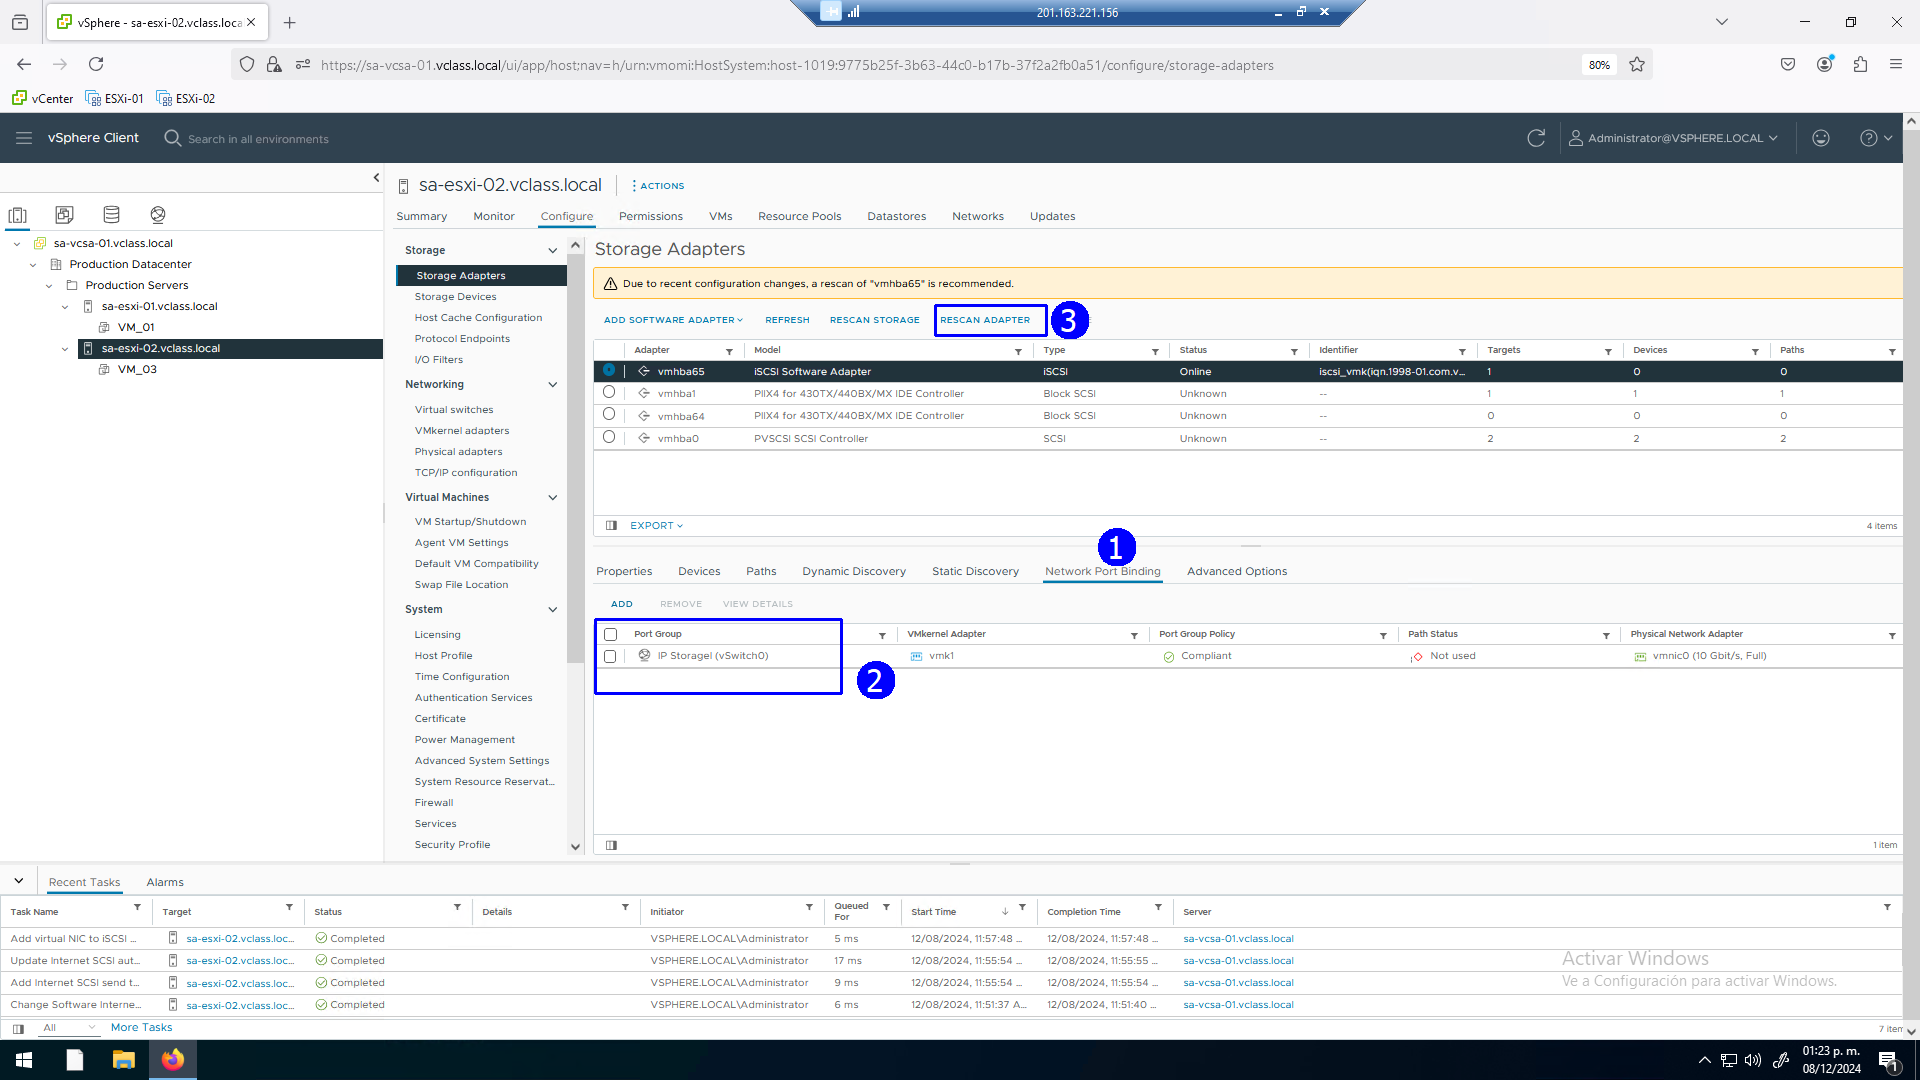 vSphere - sa-esxi-02.vclass.loca
201.163.221.156
https://sa-vcsa-01.vclass.local/ui/app/host;nav=h/urn:vmomi:HostSystem:host-1019:9775b25f-3b63-44c0-b17b-37f2a2fb0a51/configure/storage-adapters
80%
vCenter ESXi-01 ESXi-02
vSphere Client
Search in all environments
Administrator@VSPHERE.LOCAL
sa-vcsa-01.vclass.local
Production Datacenter
Production Servers
sa-esxi-01.vclass.local
VM_01
sa-esxi-02.vclass.local
VM_03
sa-esxi-02.vclass.local
ACTIONS
Summary Monitor Configure Permissions VMs Resource Pools Datastores Networks Updates
Storage
Storage Adapters
Storage Devices
Host Cache Configuration
Protocol Endpoints
I/O Filters
Networking
Virtual switches
VMkernel adapters
Physical adapters
TCP/IP configuration
Virtual Machines
VM Startup/Shutdown
Agent VM Settings
Default VM Compatibility
Swap File Location
System
Licensing
Host Profile
Time Configuration
Authentication Services
Certificate
Power Management
Advanced System Settings
System Resource Reservat...
Firewall
Services
Security Profile
Storage Adapters
Due to recent configuration changes, a rescan of "vmhba65" is recommended.
ADD SOFTWARE ADAPTER REFRESH RESCAN STORAGE RESCAN ADAPTER 3
Adapter Model Type Status Identifier Targets Devices Paths
vmhba65 iSCSI Software Adapter iSCSI Online iscsi_vmk(iqn.1998-01.com.v... 1 0 0
vmhba1 PIIX4 for 430TX/440BX/MX IDE Controller Block SCSI Unknown -- 1 1 1
vmhba64 PIIX4 for 430TX/440BX/MX IDE Controller Block SCSI Unknown -- 0 0 0
vmhba0 PVSCSI SCSI Controller SCSI Unknown -- 2 2 2
EXPORT
4 items
1
Properties Devices Paths Dynamic Discovery Static Discovery Network Port Binding Advanced Options
ADD REMOVE VIEW DETAILS
Port Group VMkernel Adapter Port Group Policy Path Status Physical Network Adapter
IP Storagel (vSwitch0) vmk1 Compliant Not used vmnic0 (10 Gbit/s, Full)
2
1 item
Recent Tasks Alarms
Task Name Target Status Details Initiator Queued For Start Time Completion Time Server
Add virtual NIC to iSCSI ... sa-esxi-02.vclass.loc... Completed VSPHERE.LOCAL\Administrator 5 ms 12/08/2024, 11:57:48 ... 12/08/2024, 11:57:48 ... sa-vcsa-01.vclass.local
Update Internet SCSI aut... sa-esxi-02.vclass.loc... Completed VSPHERE.LOCAL\Administrator 17 ms 12/08/2024, 11:55:54 ... 12/08/2024, 11:55:55 ... sa-vcsa-01.vclass.local
Add Internet SCSI send t... sa-esxi-02.vclass.loc... Completed VSPHERE.LOCAL\Administrator 9 ms 12/08/2024, 11:55:54 ... 12/08/2024, 11:55:54 ... sa-vcsa-01.vclass.local
Change Software Interne... sa-esxi-02.vclass.loc... Completed VSPHERE.LOCAL\Administrator 6 ms 12/08/2024, 11:51:37 A... 12/08/2024, 11:51:40 ... sa-vcsa-01.vclass.local
All More Tasks
7 item
Activar Windows
Ve a Configuración para activar Windows.
01:23 p. m.
08/12/2024
1